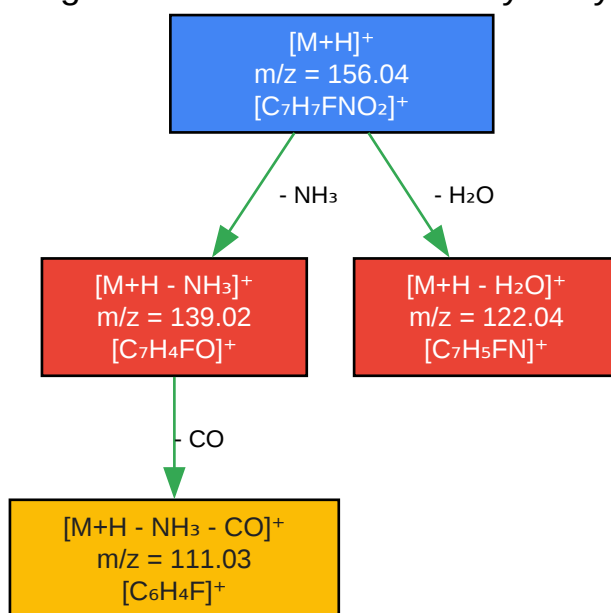 [M+H]⁺
m/z = 156.04
[C₇H₇FNO₂]⁺
- NH₃
- H₂O
[M+H - NH₃]⁺
m/z = 139.02
[C₇H₄FO]⁺
[M+H - H₂O]⁺
m/z = 122.04
[C₇H₅FN]⁺
- CO
[M+H - NH₃ - CO]⁺
m/z = 111.03
[C₆H₄F]⁺